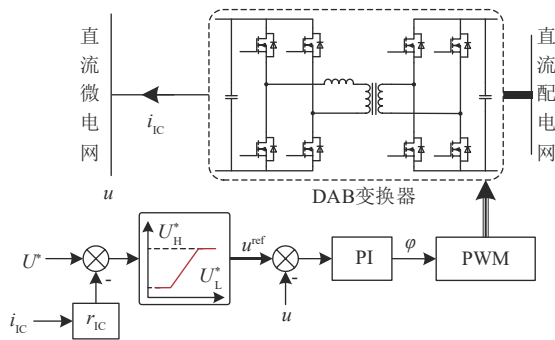 直流微电网
直流配电网
i_IC
u
DAB变换器
U*
-
i_IC
r_IC
U*_H
U*_L
u^ref
-
u
PI
φ
PWM